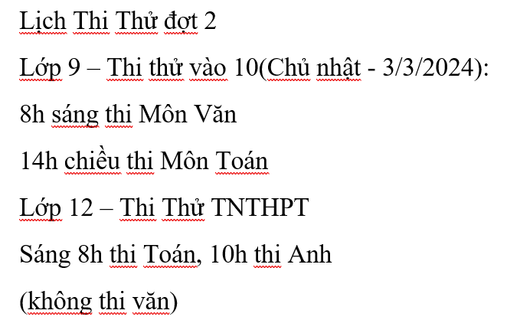 Lịch Thi Thử đợt 2
Lớp 9 – Thi thử vào 10(Chủ nhật - 3/3/2024):
8h sáng thi Môn Văn
14h chiều thi Môn Toán
Lớp 12 – Thi Thử TNTHPT
Sáng 8h thi Toán, 10h thi Anh
(không thi văn)